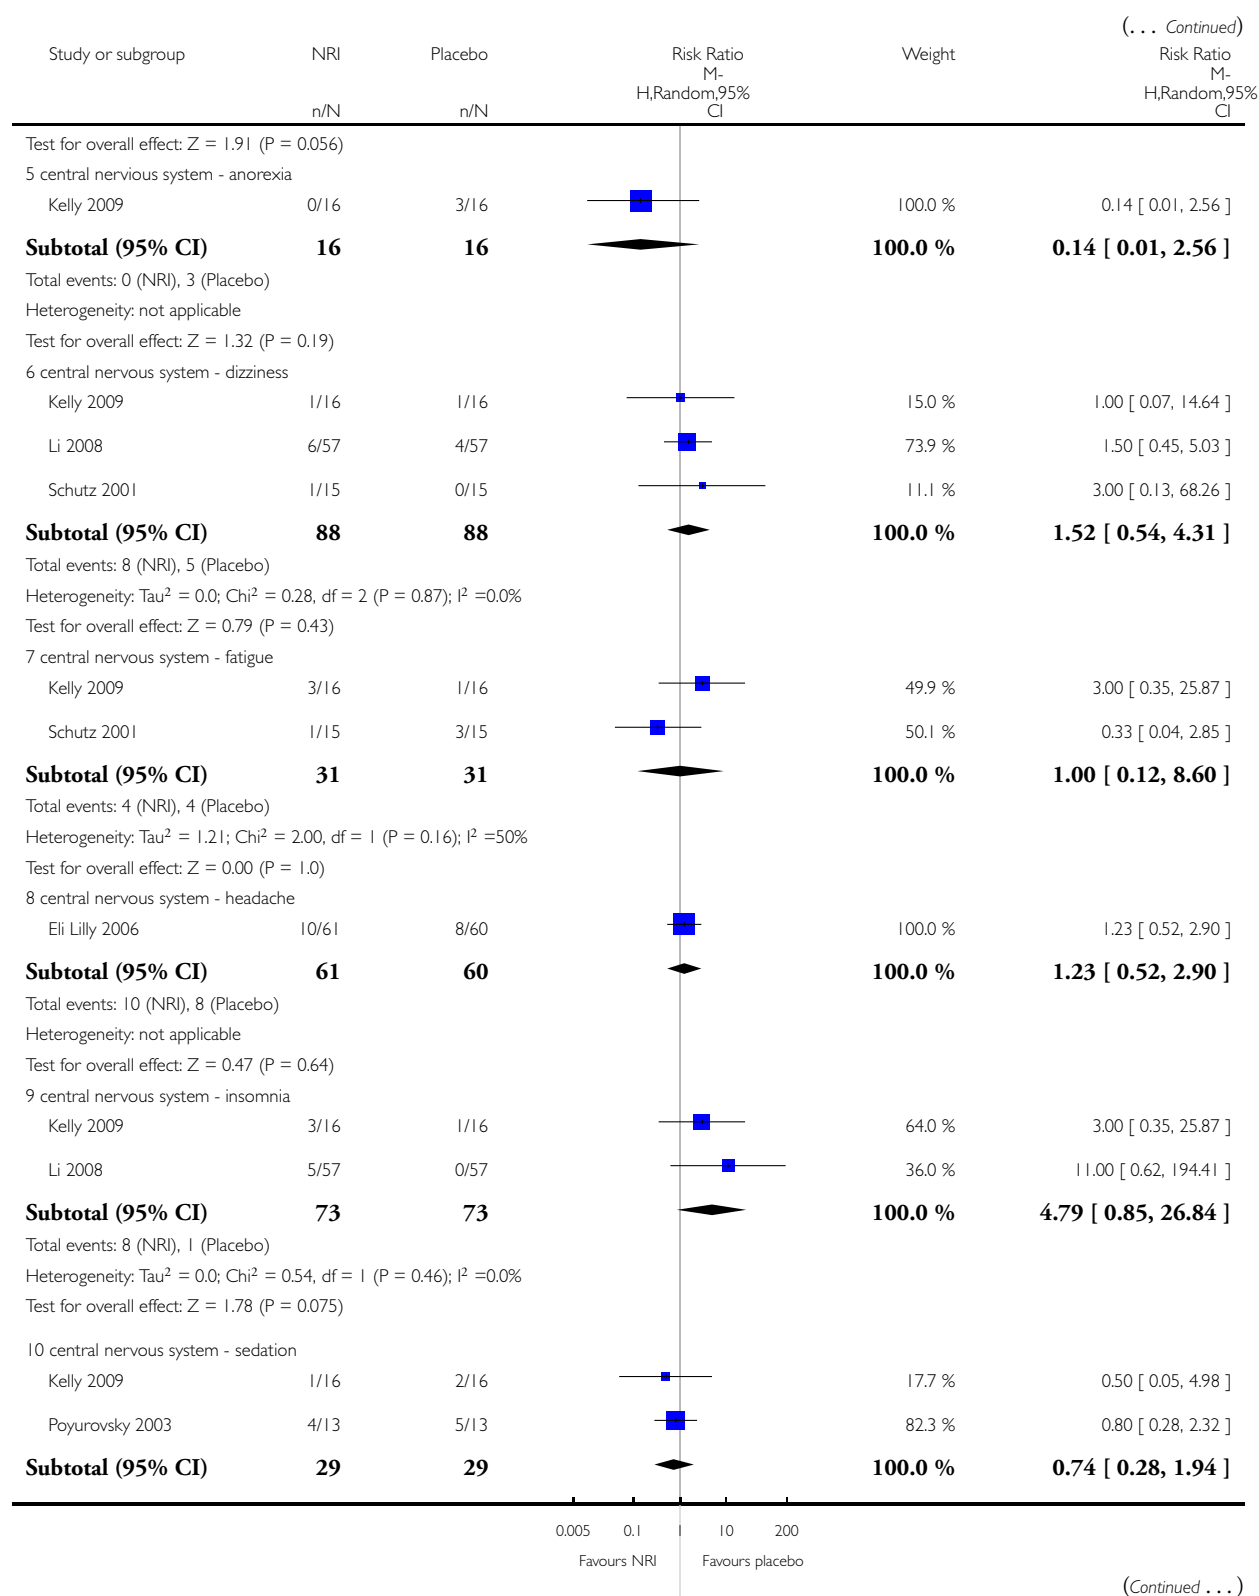 (... Continued)
Study or subgroup NRI Placebo Risk Ratio Weight Risk Ratio
M- M-
H,Random,95% H,Random,95%
n/N n/N CI CI
Test for overall effect: Z = 1.91 (P = 0.056)
5 central nervious system - anorexia
Kelly 2009 0/16 3/16 100.0 % 0.14 [ 0.01, 2.56 ]
Subtotal (95% CI) 16 16 100.0 % 0.14 [ 0.01, 2.56 ]
Total events: 0 (NRI), 3 (Placebo)
Heterogeneity: not applicable
Test for overall effect: Z = 1.32 (P = 0.19)
6 central nervous system - dizziness
Kelly 2009 1/16 1/16 15.0 % 1.00 [ 0.07, 14.64 ]
Li 2008 6/57 4/57 73.9 % 1.50 [ 0.45, 5.03 ]
Schutz 2001 1/15 0/15 11.1 % 3.00 [ 0.13, 68.26 ]
Subtotal (95% CI) 88 88 100.0 % 1.52 [ 0.54, 4.31 ]
Total events: 8 (NRI), 5 (Placebo)
Heterogeneity: Tau² = 0.0; Chi² = 0.28, df = 2 (P = 0.87); I² =0.0%
Test for overall effect: Z = 0.79 (P = 0.43)
7 central nervous system - fatigue
Kelly 2009 3/16 1/16 49.9 % 3.00 [ 0.35, 25.87 ]
Schutz 2001 1/15 3/15 50.1 % 0.33 [ 0.04, 2.85 ]
Subtotal (95% CI) 31 31 100.0 % 1.00 [ 0.12, 8.60 ]
Total events: 4 (NRI), 4 (Placebo)
Heterogeneity: Tau² = 1.21; Chi² = 2.00, df = 1 (P = 0.16); I² =50%
Test for overall effect: Z = 0.00 (P = 1.0)
8 central nervous system - headache
Eli Lilly 2006 10/61 8/60 100.0 % 1.23 [ 0.52, 2.90 ]
Subtotal (95% CI) 61 60 100.0 % 1.23 [ 0.52, 2.90 ]
Total events: 10 (NRI), 8 (Placebo)
Heterogeneity: not applicable
Test for overall effect: Z = 0.47 (P = 0.64)
9 central nervous system - insomnia
Kelly 2009 3/16 1/16 64.0 % 3.00 [ 0.35, 25.87 ]
Li 2008 5/57 0/57 36.0 % 11.00 [ 0.62, 194.41 ]
Subtotal (95% CI) 73 73 100.0 % 4.79 [ 0.85, 26.84 ]
Total events: 8 (NRI), 1 (Placebo)
Heterogeneity: Tau² = 0.0; Chi² = 0.54, df = 1 (P = 0.46); I² =0.0%
Test for overall effect: Z = 1.78 (P = 0.075)
10 central nervous system - sedation
Kelly 2009 1/16 2/16 17.7 % 0.50 [ 0.05, 4.98 ]
Poyurovsky 2003 4/13 5/13 82.3 % 0.80 [ 0.28, 2.32 ]
Subtotal (95% CI) 29 29 100.0 % 0.74 [ 0.28, 1.94 ]
0.005 0.1 1 10 200
Favours NRI Favours placebo
(Continued ...)